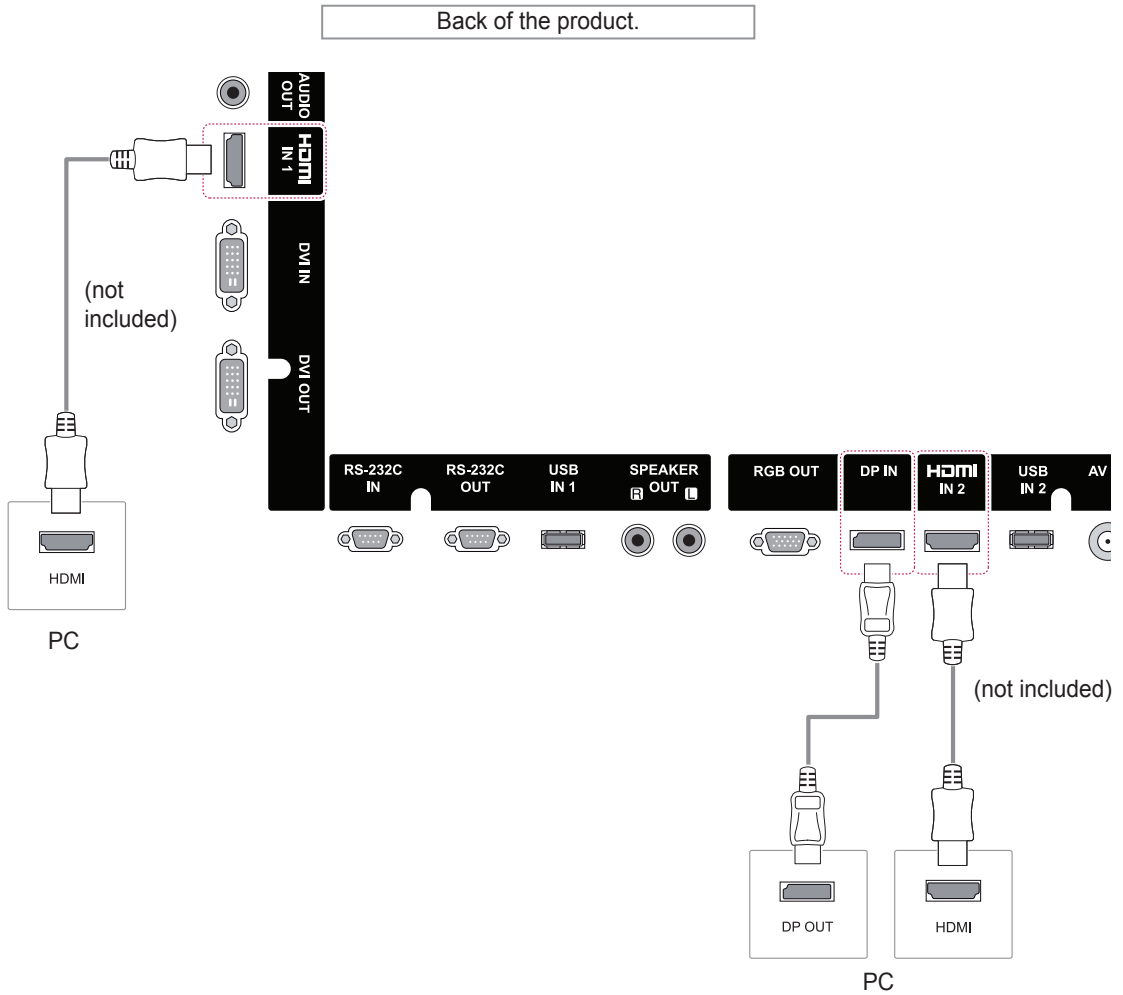 Back of the product.
AUDIO
OUT
HDMI
IN 1
DVI IN
(not
included)
DVI OUT
RS-232C
IN
RS-232C
OUT
USB
IN 1
SPEAKER
R OUT L
RGB OUT
DP IN
HDMI
IN 2
USB
IN 2
AV
HDMI
PC
(not included)
DP OUT
HDMI
PC